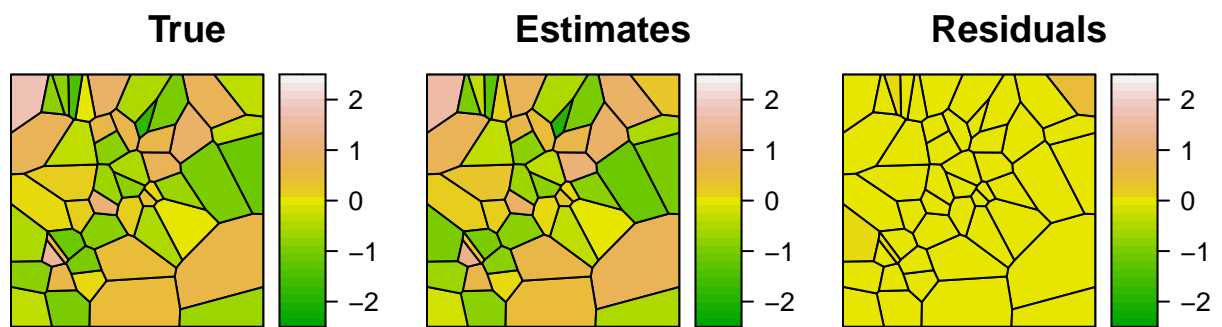 True Estimates Residuals
2 2 2
1 1 1
0 0 0
−1 −1 −1
−2 −2 −2